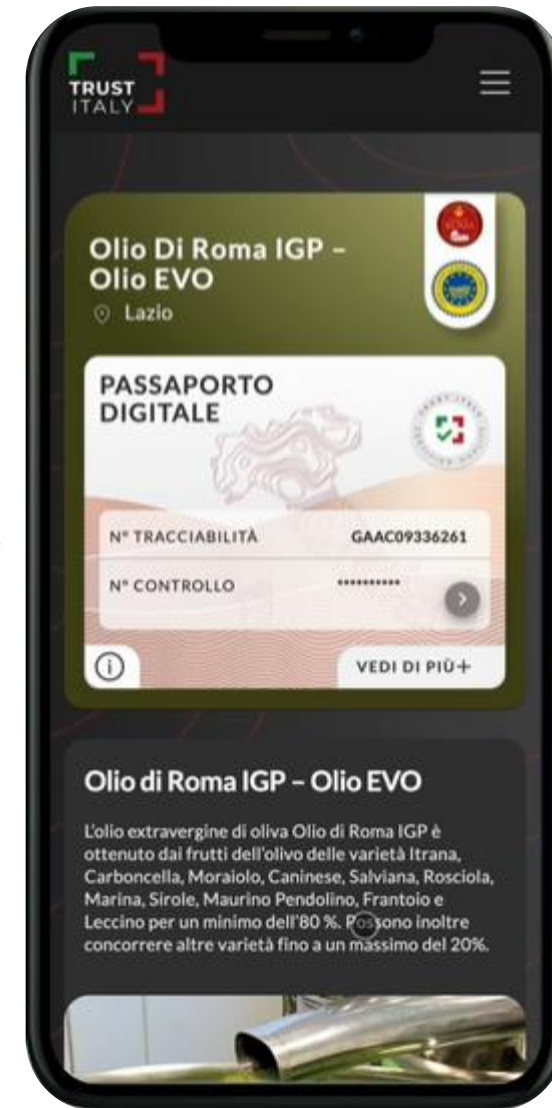 TRUST
ITALY
Olio Di Roma IGP –
Olio EVO
Lazio
PASSAPORTO
DIGITALE
N° TRACCIABILITÀ GAAC09336261
N° CONTROLLO **********
VEDI DI PIÙ+
Olio di Roma IGP – Olio EVO
L'olio extravergine di oliva Olio di Roma IGP è
ottenuto dai frutti dell'olivo delle varietà Itrana,
Carboncella, Moraiolo, Caninese, Salviana, Rosciola,
Marina, Sirole, Maurino Pendolino, Frantoio e
Leccino per un minimo dell'80 %. Possono inoltre
concorrere altre varietà fino a un massimo del 20%.